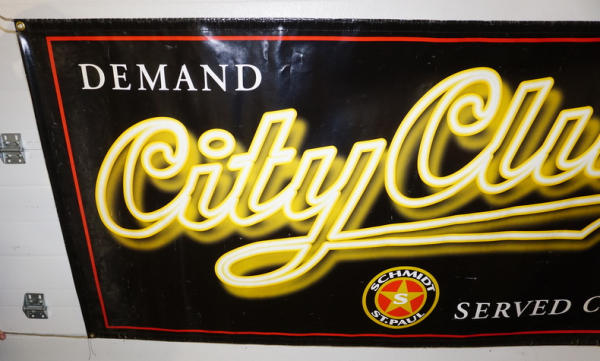 DEMAND
City Clu
SCHMIDT
S
ST. PAUL
SERVED C